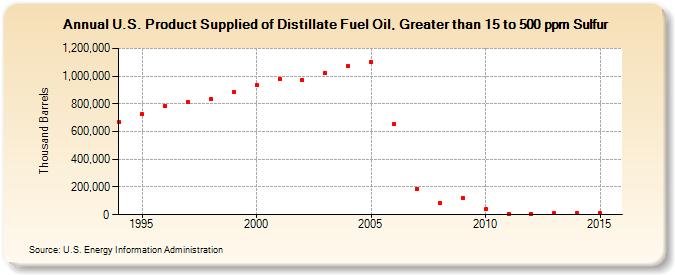 Annual U.S. Product Supplied of Distillate Fuel Oil, Greater than 15 to 500 ppm Sulfur
Thousand Barrels
1,200,000
1,000,000
800,000
600,000
400,000
200,000
0
1995 2000 2005 2010 2015
Source: U.S. Energy Information Administration